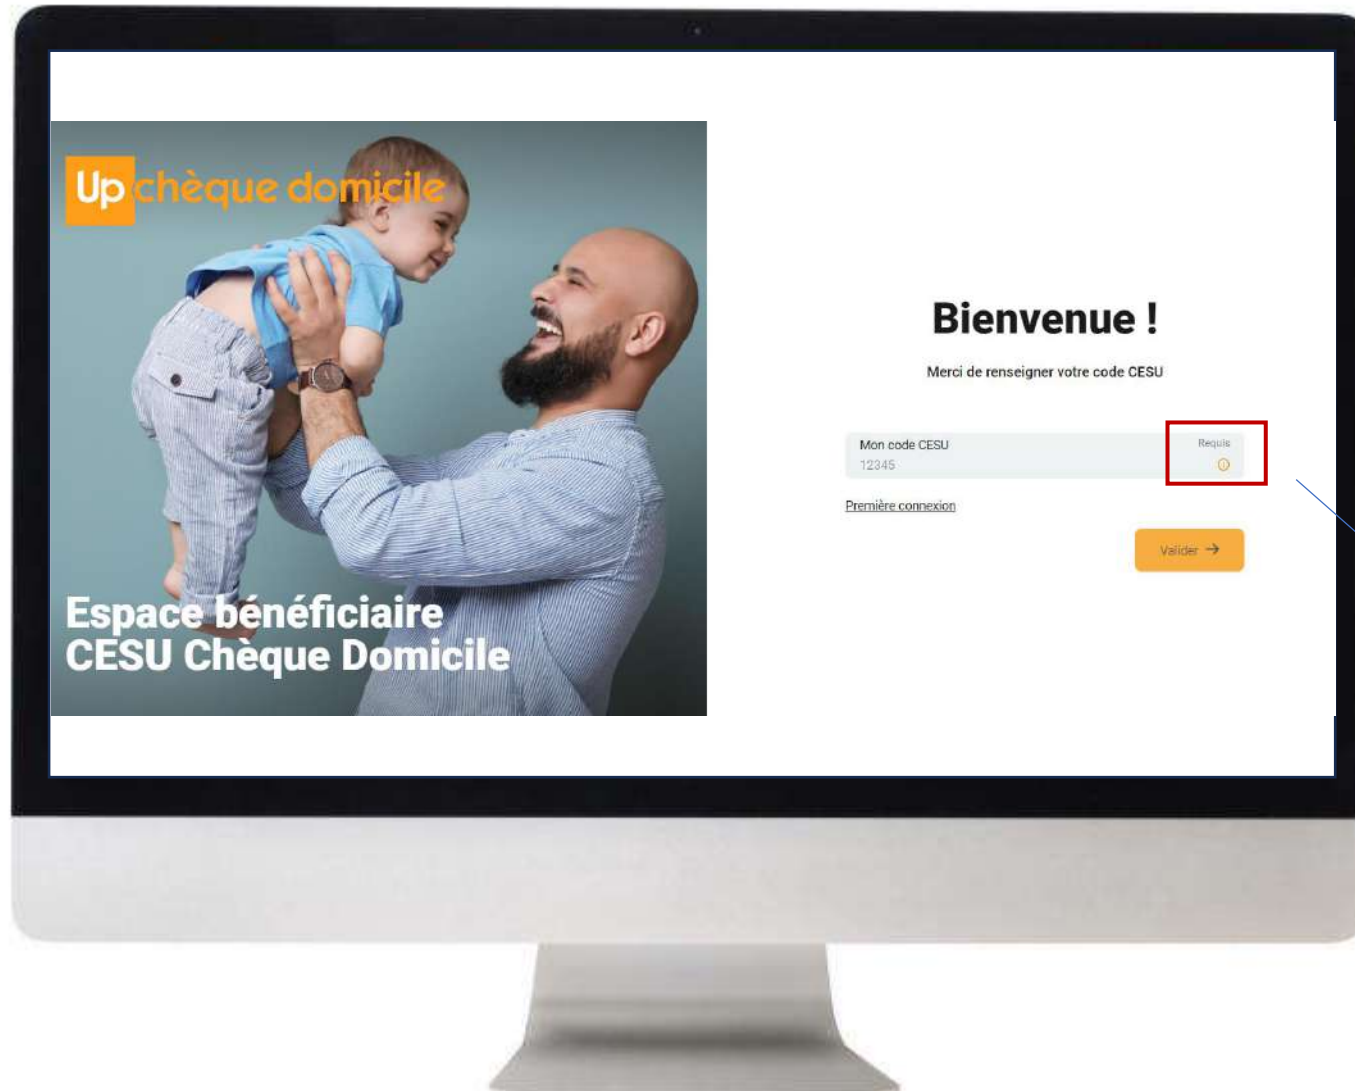 Up chèque domicile
Espace bénéficiaire
CESU Chèque Domicile
Bienvenue !
Merci de renseigner votre code CESU
Mon code CESU
Requis
12345
Première connexion
Valider →